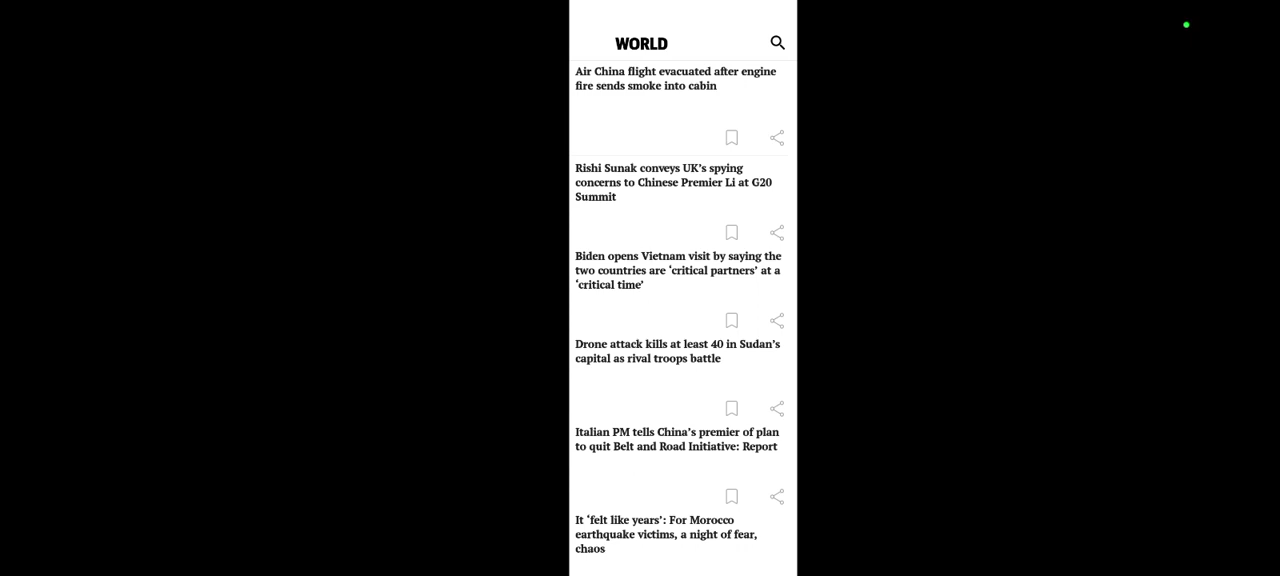 WORLD
Air China flight evacuated after engine
fire sends smoke into cabin
Rishi Sunak conveys UK’s spying
concerns to Chinese Premier Li at G20
Summit
Biden opens Vietnam visit by saying the
two countries are ‘critical partners’ at a
‘critical time’
Drone attack kills at least 40 in Sudan’s
capital as rival troops battle
Italian PM tells China’s premier of plan
to quit Belt and Road Initiative: Report
It ‘felt like years’: For Morocco
earthquake victims, a night of fear,
chaos